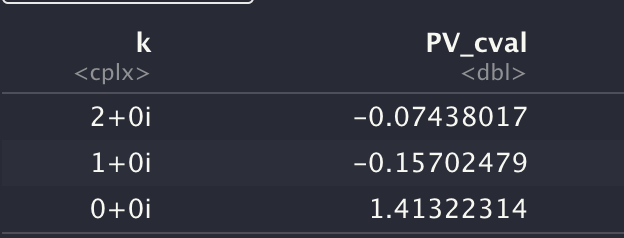 k PV_cval
<cplx> <dbl>
2+0i -0.07438017
1+0i -0.15702479
0+0i 1.41322314